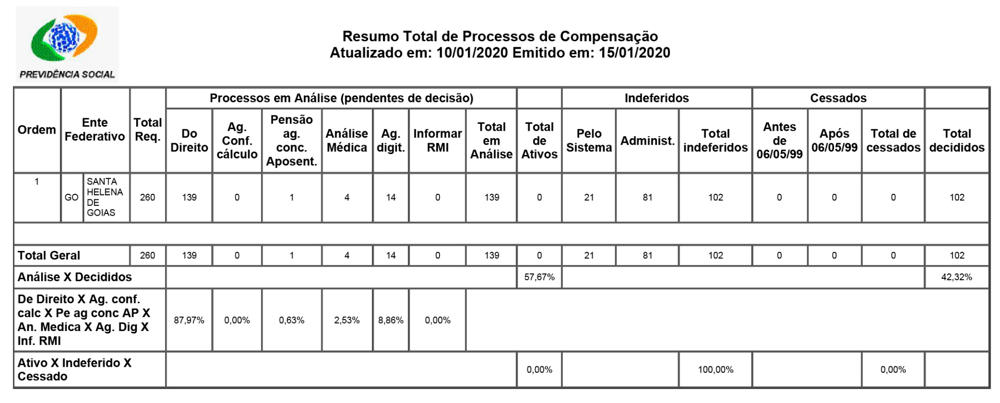 PREVIDÊNCIA SOCIAL
Resumo Total de Processos de Compensação
Atualizado em: 10/01/2020 Emitido em: 15/01/2020
Ordem
Ente
Federativo
Total
Req.
Processos em Análise (pendentes de decisão)
Indeferidos
Cessados
Do
Direito
Ag.
Conf.
cálculo
Pensão
ag.
conc.
Aposent.
Análise
Médica
Ag.
digit.
Informar
RMI
Total
em
Análise
Total
de
Ativos
Pelo
Sistema
Administ.
Total
indeferidos
Antes
de
06/05/99
Após
06/05/99
Total de
cessados
Total
decididos
1
GO
SANTA
HELENA
DE
GOIAS
260 139 0 1 4 14 0 139 0 21 81 102 0 0 0 102
Total Geral 260 139 0 1 4 14 0 139 0 21 81 102 0 0 0 102
Análise X Decididos 57,67% 42,32%
De Direito X Ag. conf.
calc X Pe ag conc AP X
An. Medica X Ag. Dig X
Inf. RMI
87,97% 0,00% 0,63% 2,53% 8,86% 0,00%
Ativo X Indeferido X
Cessado
0,00% 100,00% 0,00%